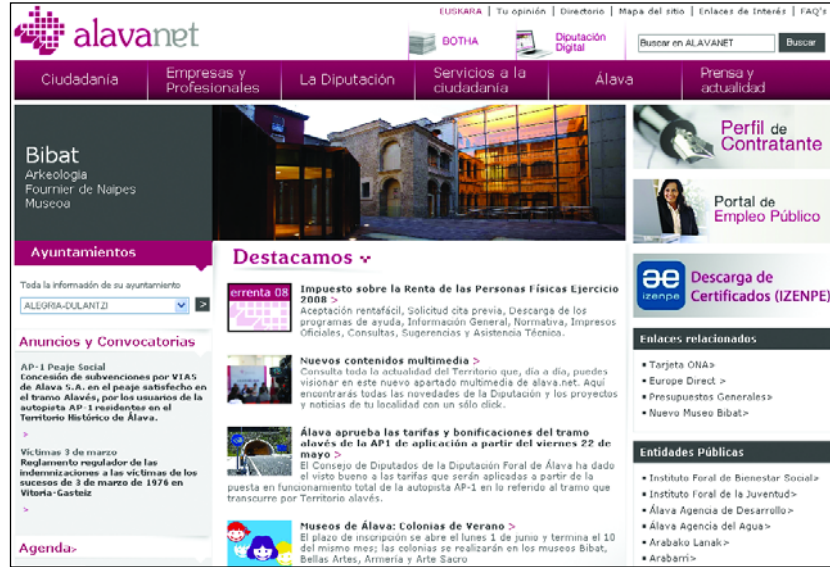 EUSKARA | Tu opinión | Directorio | Mapa del sitio | Enlaces de Interés | FAQ's
alavanet
BOTHA
Diputación
Digital
Buscar en ALAVANET
Buscar
Ciudadanía
Empresas y
Profesionales
La Diputación
Servicios a la
ciudadanía
Álava
Prensa y
actualidad
Bibat
Arkeologia
Fournier de Naipes
Museoa
Perfil de
Contratante
Portal de
Empleo Público
Ayuntamientos
Toda la información de su ayuntamiento
ALEGRIA-DULANTZI
>
Anuncios y Convocatorias
AP-1 Peaje Social
Concesión de subvenciones por VIAS
de Alava S.A. en el peaje satisfecho en
el tramo Alavés, por los usuarios de la
autopista AP-1 residentes en el
Territorio Histórico de Álava.
>
Víctimas 3 de marzo
Reglamento regulador de las
indemnizaciones a las víctimas de los
sucesos de 3 de marzo de 1976 en
Vitoria-Gasteiz
>
Agenda>
Destacamos
errenta 08
Impuesto sobre la Renta de las Personas Físicas Ejercicio
2008 >
Aceptación rentafácil, Solicitud cita previa, Descarga de los
programas de ayuda, Información General, Normativa, Impresos
Oficiales, Consultas, Sugerencias y Asistencia Técnica.
Nuevos contenidos multimedia >
Consulta toda la actualidad del Territorio que, día a día, puedes
visionar en este nuevo apartado multimedia de alava.net. Aquí
encontrarás todas las novedades de la Diputación y los proyectos
y noticias de tu localidad con un sólo click.
Álava aprueba las tarifas y bonificaciones del tramo
alavés de la AP1 de aplicación a partir del viernes 22 de
mayo >
El Consejo de Diputados de la Diputación Foral de Álava ha dado
el visto bueno a las tarifas que serán aplicadas a partir de la
puesta en funcionamiento total de la autopista AP-1 en lo referido al tramo que
transcurre por Territorio alavés.
Museos de Álava: Colonias de Verano >
El plazo de inscripción se abre el lunes 1 de junio y termina el 10
del mismo mes; las colonias se realizarán en los museos Bibat,
Bellas Artes, Armería y Arte Sacro
izenpe
Descarga de
Certificados (IZENPE)
Enlaces relacionados
Tarjeta ONA>
Europe Direct >
Presupuestos Generales>
Nuevo Museo Bibat>
Entidades Públicas
Instituto Foral de Bienestar Social>
Instituto Foral de la Juventud>
Álava Agencia de Desarrollo>
Álava Agencia del Agua>
Arabako Lanak>
Arabarri>